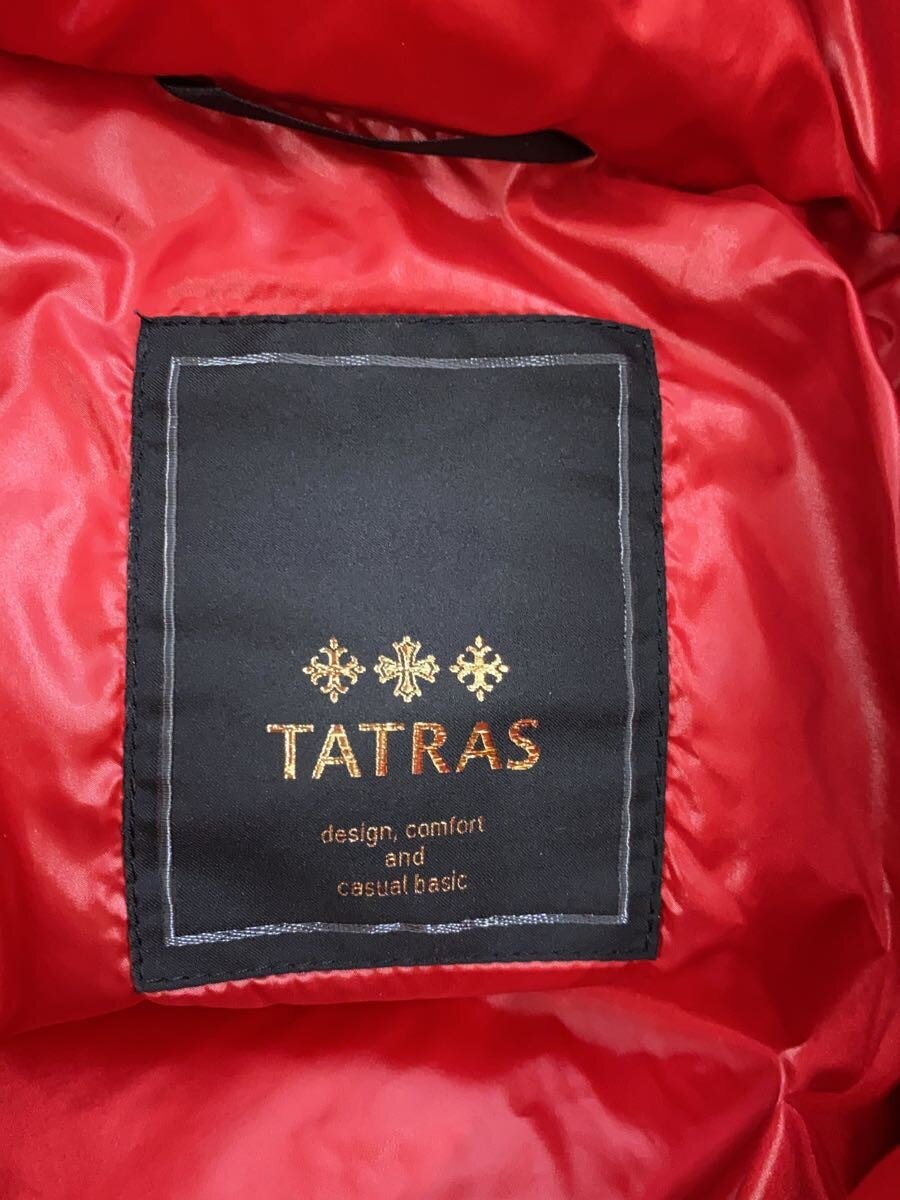 TATRAS
design, comfort
and
casual basic